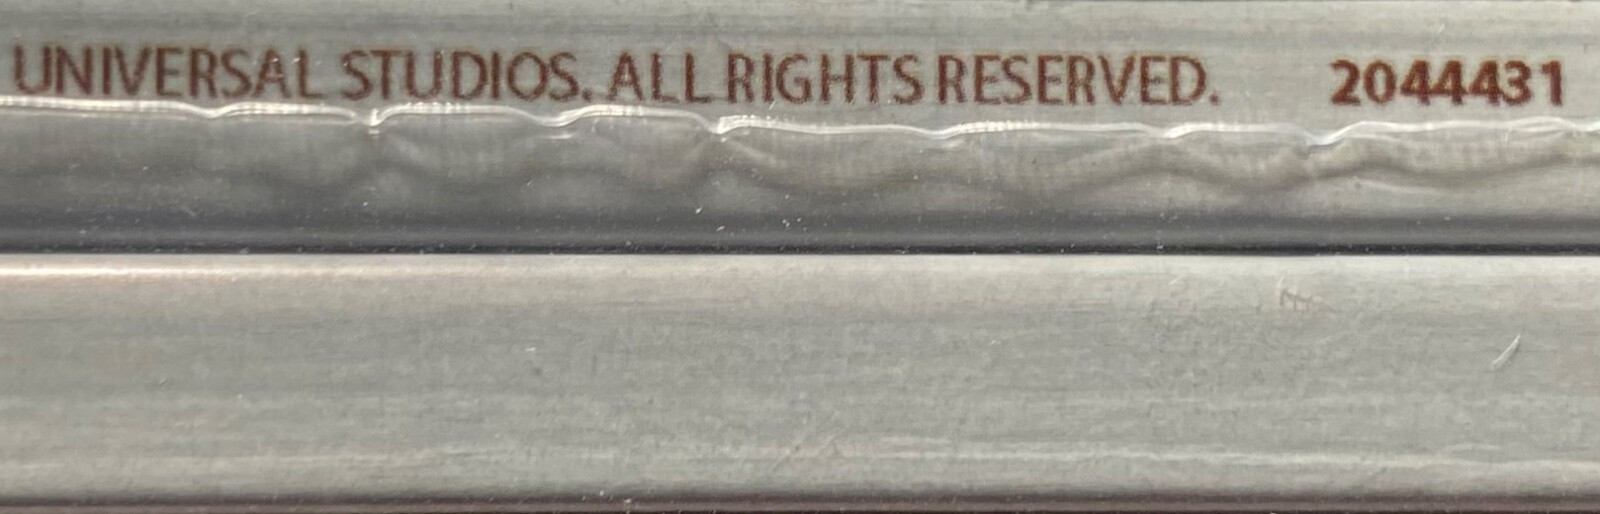 UNIVERSAL STUDIOS. ALL RIGHTS RESERVED. 2044431